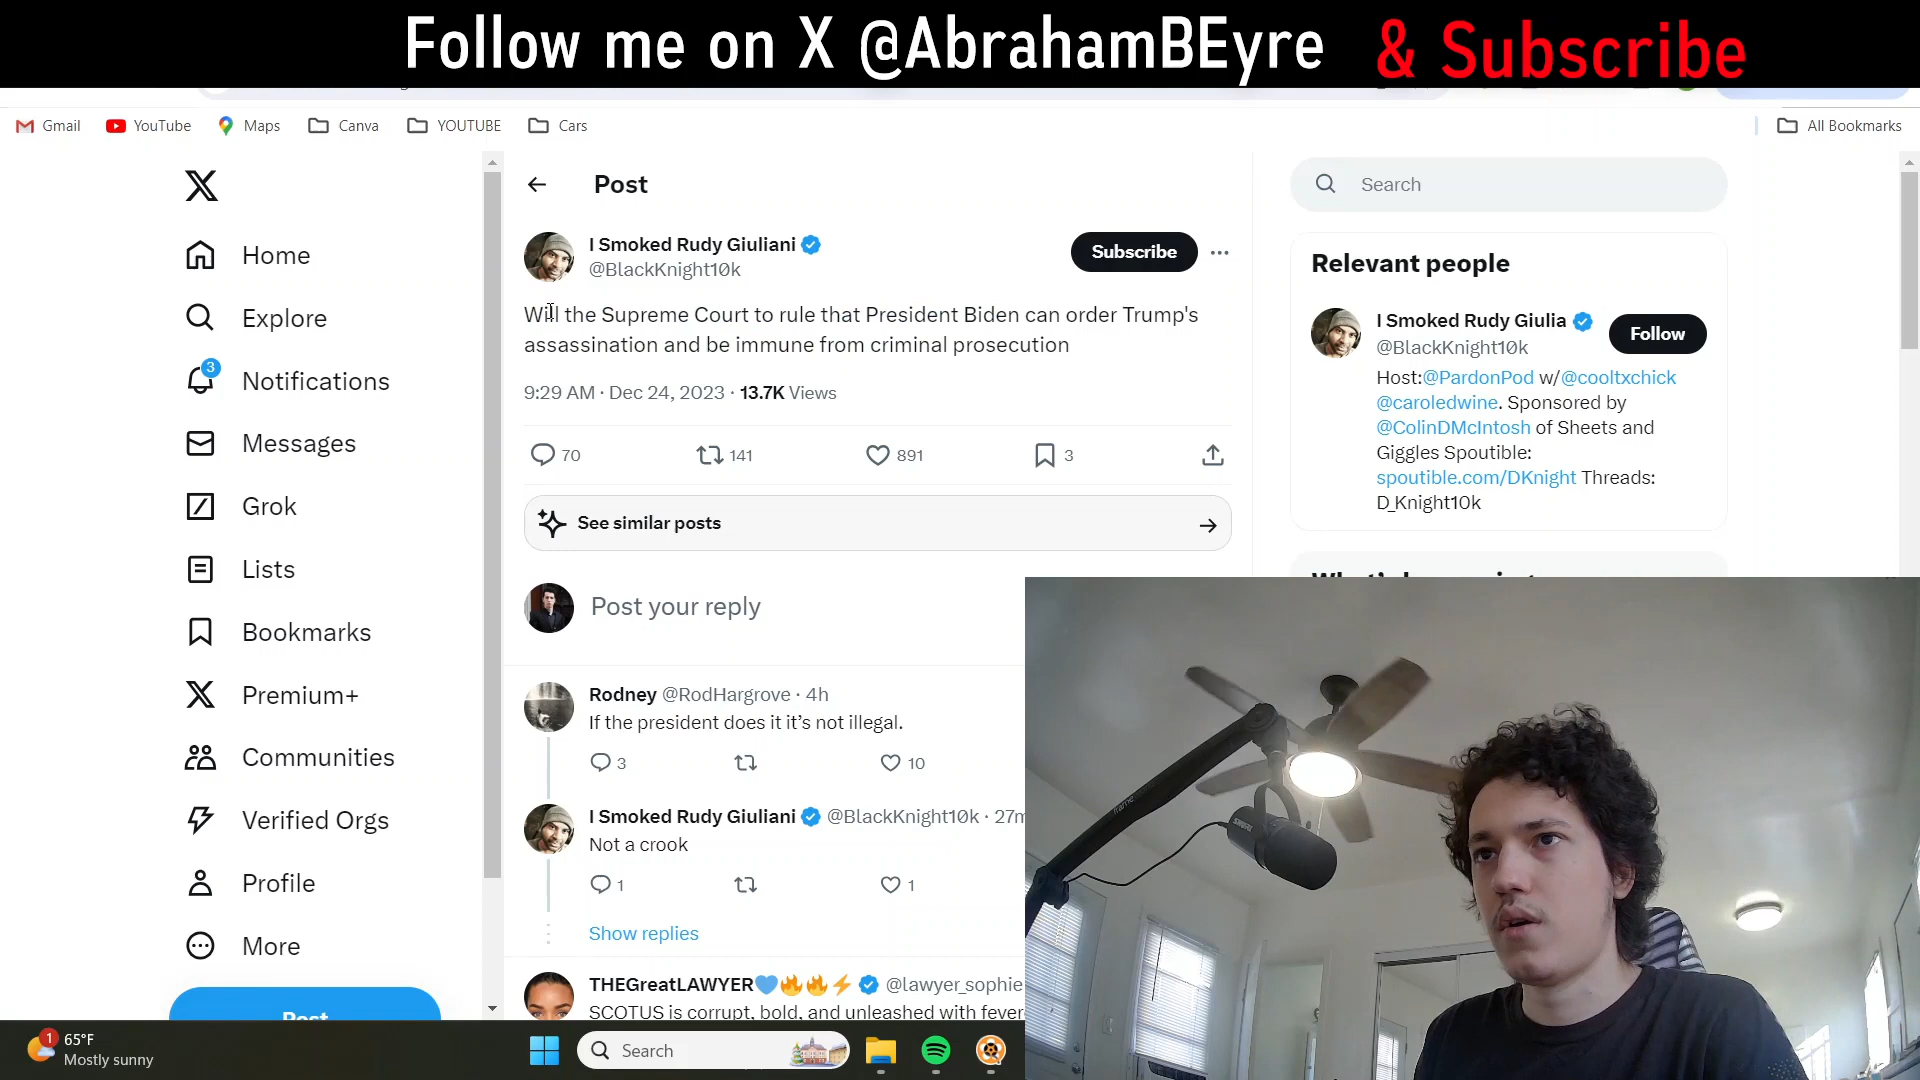 Follow me on X @AbrahamBEyre & Subscribe
Gmail YouTube Maps Canva YOUTUBE Cars All Bookmarks
Home
Explore
3
Notifications
Messages
Grok
Lists
Bookmarks
Premium+
Communities
Verified Orgs
Profile
More
Post
Post
I Smoked Rudy Giuliani
@BlackKnight10k
Subscribe
Will the Supreme Court to rule that President Biden can order Trump's
assassination and be immune from criminal prosecution
9:29 AM · Dec 24, 2023 · 13.7K Views
70 141 891 3
See similar posts
Post your reply
Rodney @RodHargrove · 4h
If the president does it it’s not illegal.
3 10
I Smoked Rudy Giuliani @BlackKnight10k · 27m
Not a crook
1 1
Show replies
THEGreatLAWYER💙🔥🔥⚡ @lawyer_sophie
SCOTUS is corrupt, bold, and unleashed with
Search
Relevant people
I Smoked Rudy Giulia
@BlackKnight10k
Follow
Host:@PardonPod w/@cooltxchick
@caroledwine. Sponsored by
@ColinDMcIntosh of Sheets and
Giggles Spoutible:
spoutible.com/DKnight Threads:
D_Knight10k
SHURE
1
65°F
Mostly sunny
Search